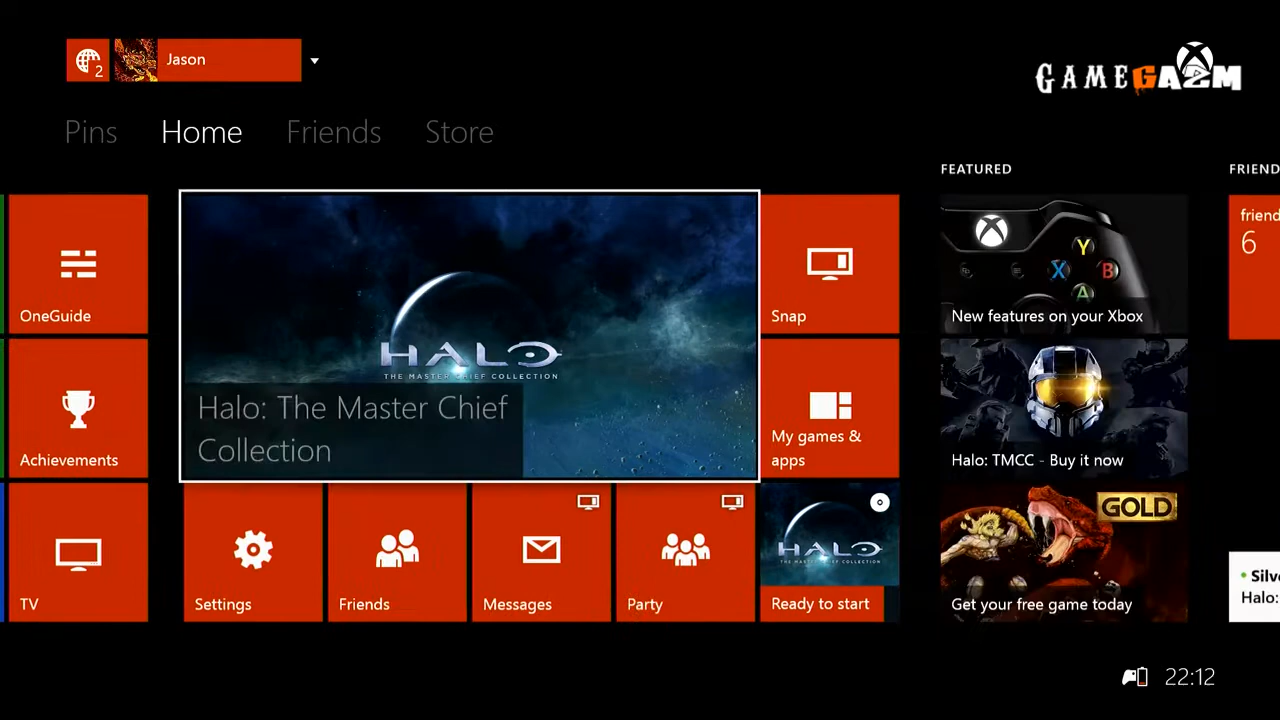 2
Jason
GAMEGAZM
Pins
Home
Friends
Store
FEATURED
FRIEND
OneGuide
HALO
THE MASTER CHIEF COLLECTION
Halo: The Master Chief
Collection
Snap
Y
X
B
A
New features on your Xbox
friend
6
Achievements
My games &
apps
Halo: TMCC - Buy it now
TV
Settings
Friends
Messages
Party
HALO
THE MASTER CHIEF COLLECTION
Ready to start
GOLD
Get your free game today
Silve
Halo:
22:12